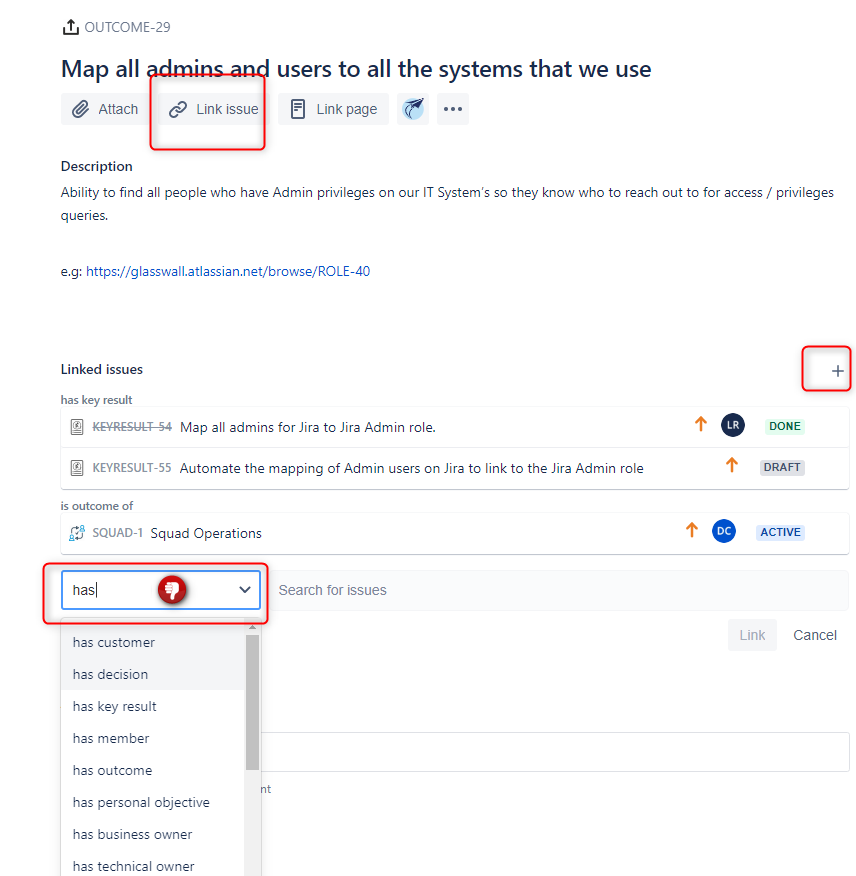 OUTCOME-29
Map all admins and users to all the systems that we use
Attach Link issue Link page
Description
Ability to find all people who have Admin privileges on our IT System's so they know who to reach out to for access / privileges
queries.
e.g: https://glasswall.atlassian.net/browse/ROLE-40
Linked issues
has key result
KEYRESULT-54 Map all admins for Jira to Jira Admin role. LR DONE
KEYRESULT-55 Automate the mapping of Admin users on Jira to link to the Jira Admin role DRAFT
is outcome of
SQUAD-1 Squad Operations DC ACTIVE
has Search for issues
Link Cancel
has customer
has decision
has key result
has member
has outcome
nt
has personal objective
has business owner
has technical owner